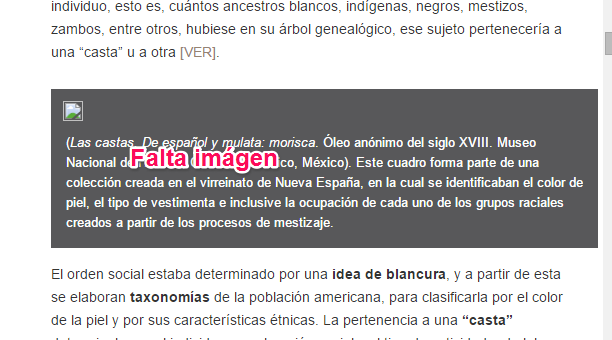 individuo, esto es, cuántos ancestros blancos, indígenas, negros, mestizos,
zambos, entre otros, hubiese en su árbol genealógico, ese sujeto pertenecería a
una “casta” u a otra [VER].
(Las castas. De español y mulata: morisca. Óleo anónimo del siglo XVIII. Museo
Falta imágen
Nacional de co, México). Este cuadro forma parte de una
colección creada en el virreinato de Nueva España, en la cual se identificaban el color de
piel, el tipo de vestimenta e inclusive la ocupación de cada uno de los grupos raciales
creados a partir de los procesos de mestizaje.
El orden social estaba determinado por una idea de blancura, y a partir de esta
se elaboran taxonomías de la población americana, para clasificarla por el color
de la piel y por sus características étnicas. La pertenencia a una “casta”